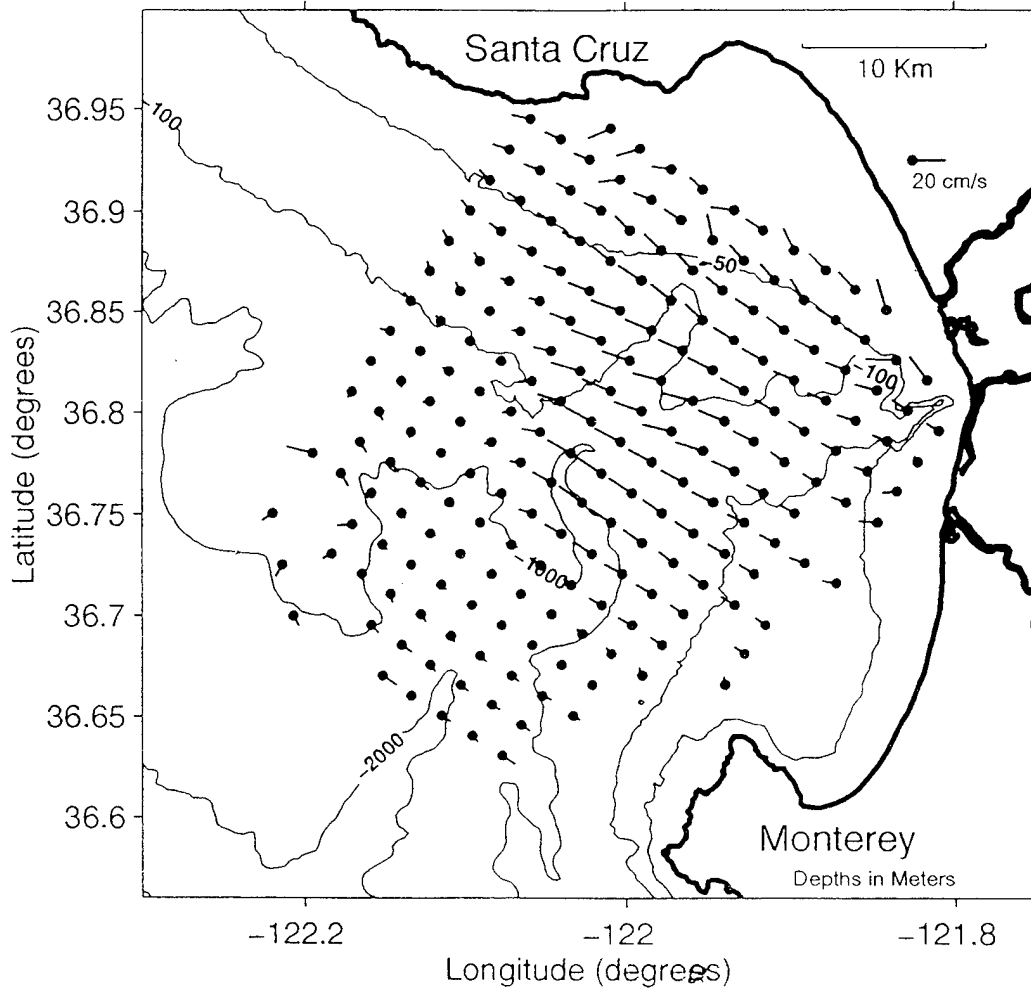 Santa Cruz
10 Km
20 cm/s
-100
-50
-100
-1000
-2000
Monterey
Depths in Meters
36.95
36.9
36.85
36.8
36.75
36.7
36.65
36.6
Latitude (degrees)
-122.2
-122
-121.8
Longitude (degrees)